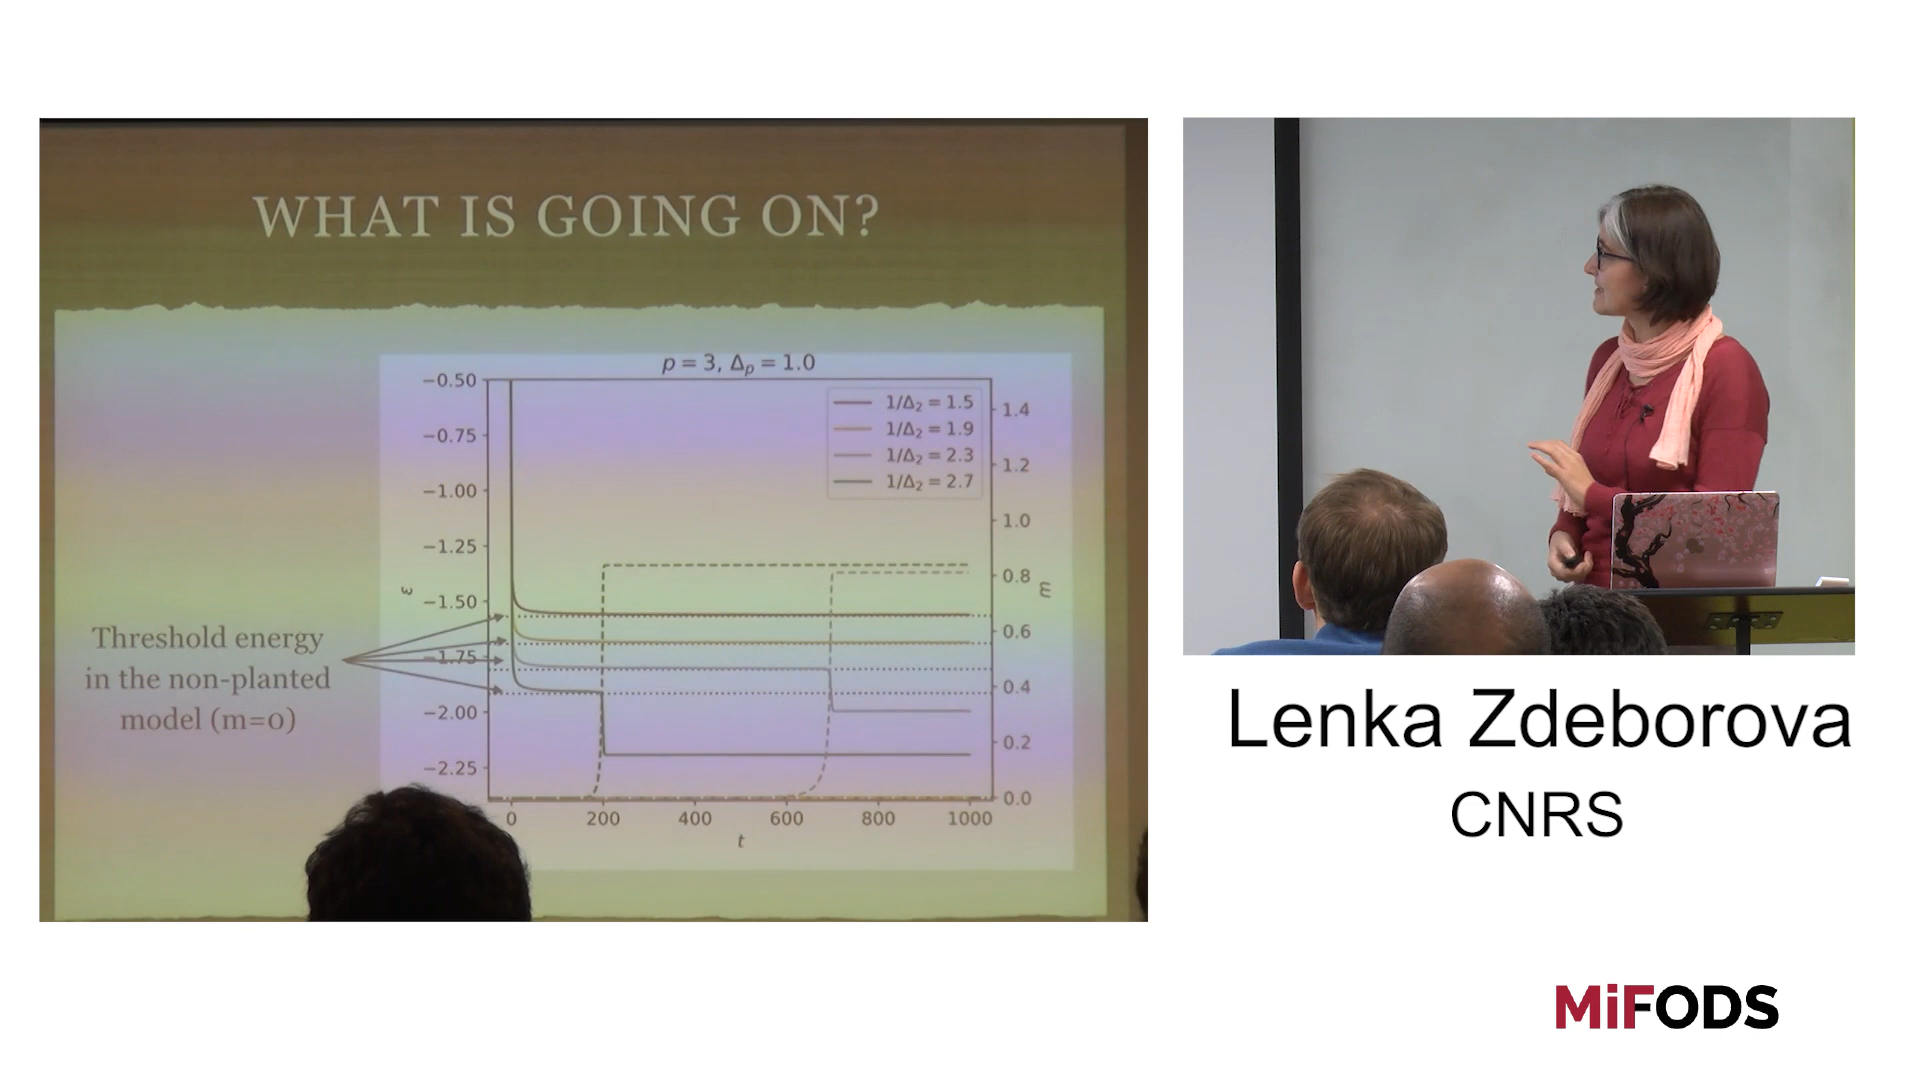 WHAT IS GOING ON?
p = 3, Δp = 1.0
−0.50
−0.75
−1.00
−1.25
−1.50
−1.75
−2.00
−2.25
ε
1/Δ2 = 1.5
1/Δ2 = 1.9
1/Δ2 = 2.3
1/Δ2 = 2.7
1.4
1.2
1.0
0.8
0.6
0.4
0.2
0.0
m
0 200 400 600 800 1000
t
Threshold energy
in the non-planted
model (m=0)
Lenka Zdeborova
CNRS
MiFODS